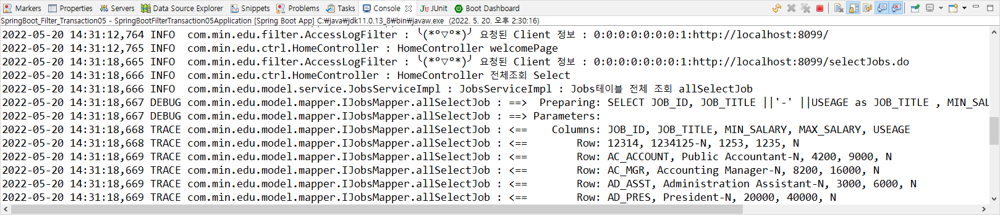 Markers Properties Servers Data Source Explorer Snippets Problems Tasks Console JUnit Boot Dashboard
SpringBoot_Filter_Transaction05 - SpringBootFilterTransaction05Application [Spring Boot App] C:₩java₩jdk11.0.13_8₩bin₩javaw.exe (2022. 5. 20. 오후 2:30:16)
2022-05-20 14:31:12,764 INFO  com.min.edu.filter.AccessLogFilter : ╰(*°▽°*)╯ 요청된 Client 정보 : 0:0:0:0:0:0:0:1:http://localhost:8099/
2022-05-20 14:31:12,765 INFO  com.min.edu.ctrl.HomeController : HomeController welcomePage
2022-05-20 14:31:18,665 INFO  com.min.edu.filter.AccessLogFilter : ╰(*°▽°*)╯ 요청된 Client 정보 : 0:0:0:0:0:0:0:1:http://localhost:8099/selectJobs.do
2022-05-20 14:31:18,666 INFO  com.min.edu.ctrl.HomeController : HomeController 전체조회 Select
2022-05-20 14:31:18,666 INFO  com.min.edu.model.service.JobsServiceImpl : JobsServiceImpl : Jobs테이블 전체 조회 allSelectJob
2022-05-20 14:31:18,667 DEBUG com.min.edu.model.mapper.IJobsMapper.allSelectJob : ==>  Preparing: SELECT JOB_ID, JOB_TITLE ||'-' ||USEAGE as JOB_TITLE , MIN_SAL
2022-05-20 14:31:18,667 DEBUG com.min.edu.model.mapper.IJobsMapper.allSelectJob : ==> Parameters:
2022-05-20 14:31:18,668 TRACE com.min.edu.model.mapper.IJobsMapper.allSelectJob : <==    Columns: JOB_ID, JOB_TITLE, MIN_SALARY, MAX_SALARY, USEAGE
2022-05-20 14:31:18,668 TRACE com.min.edu.model.mapper.IJobsMapper.allSelectJob : <==        Row: 12314, 1234125-N, 1253, 1235, N
2022-05-20 14:31:18,669 TRACE com.min.edu.model.mapper.IJobsMapper.allSelectJob : <==        Row: AC_ACCOUNT, Public Accountant-N, 4200, 9000, N
2022-05-20 14:31:18,669 TRACE com.min.edu.model.mapper.IJobsMapper.allSelectJob : <==        Row: AC_MGR, Accounting Manager-N, 8200, 16000, N
2022-05-20 14:31:18,669 TRACE com.min.edu.model.mapper.IJobsMapper.allSelectJob : <==        Row: AD_ASST, Administration Assistant-N, 3000, 6000, N
2022-05-20 14:31:18,669 TRACE com.min.edu.model.mapper.IJobsMapper.allSelectJob : <==        Row: AD_PRES, President-N, 20000, 40000, N